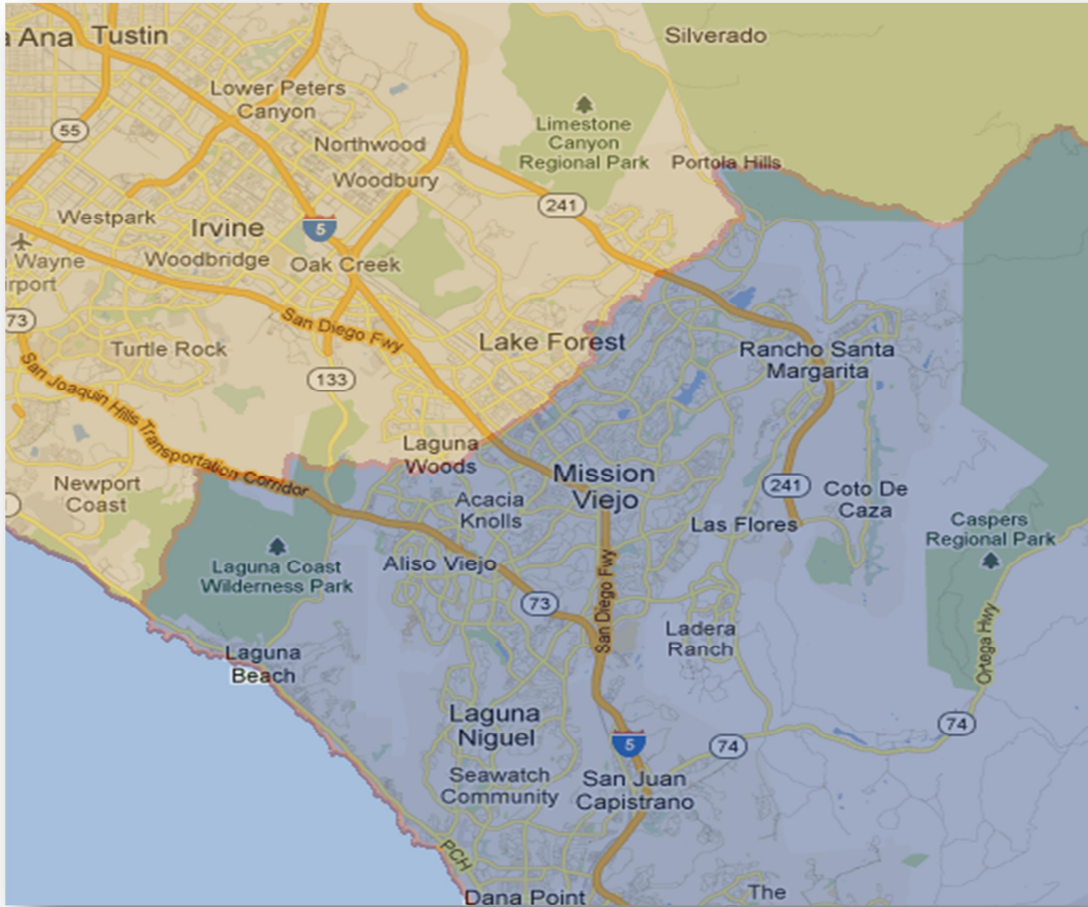 a Ana
Tustin
Silverado
Lower Peters
Canyon
55
Northwood
Limestone
Canyon
Regional Park
Portola Hills
Woodbury
241
Westpark
Irvine
5
Wayne
irport
Woodbridge
Oak Creek
73
San Diego Fwy
Lake Forest
Turtle Rock
Rancho Santa
Margarita
133
San Joaquin Hills Transportation Corridor
Laguna
Woods
Mission
Viejo
Newport
Coast
241
Coto De
Caza
Acacia
Knolls
Las Flores
Caspers
Regional Park
Laguna Coast
Wilderness Park
Aliso Viejo
San Diego Fwy
73
Ladera
Ranch
Ortega Hwy
Laguna
Beach
Laguna
Niguel
74
5
74
Seawatch
Community
San Juan
Capistrano
PCH
Dana Point
The